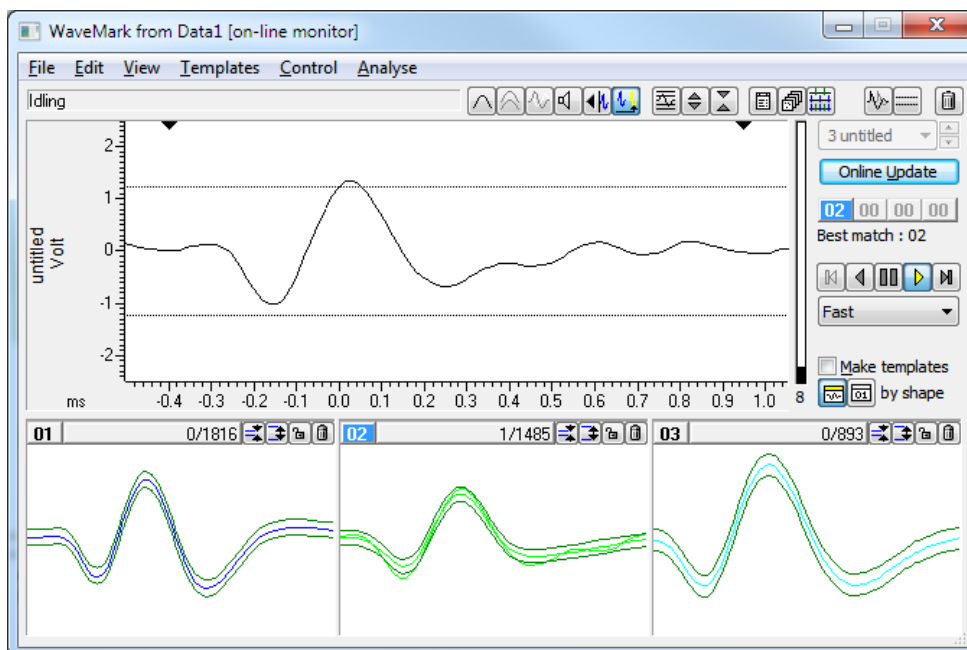 WaveMark from Data1 [on-line monitor]
File Edit View Templates Control Analyse
Idling
3 untitled
Online Update
02 00 00 00
Best match : 02
Fast
Make templates
01 by shape
untitled
Volt
2
1
0
-1
-2
ms -0.4 -0.3 -0.2 -0.1 0.0 0.1 0.2 0.3 0.4 0.5 0.6 0.7 0.8 0.9 1.0 8
01 0/1816 02 1/1485 03 0/893